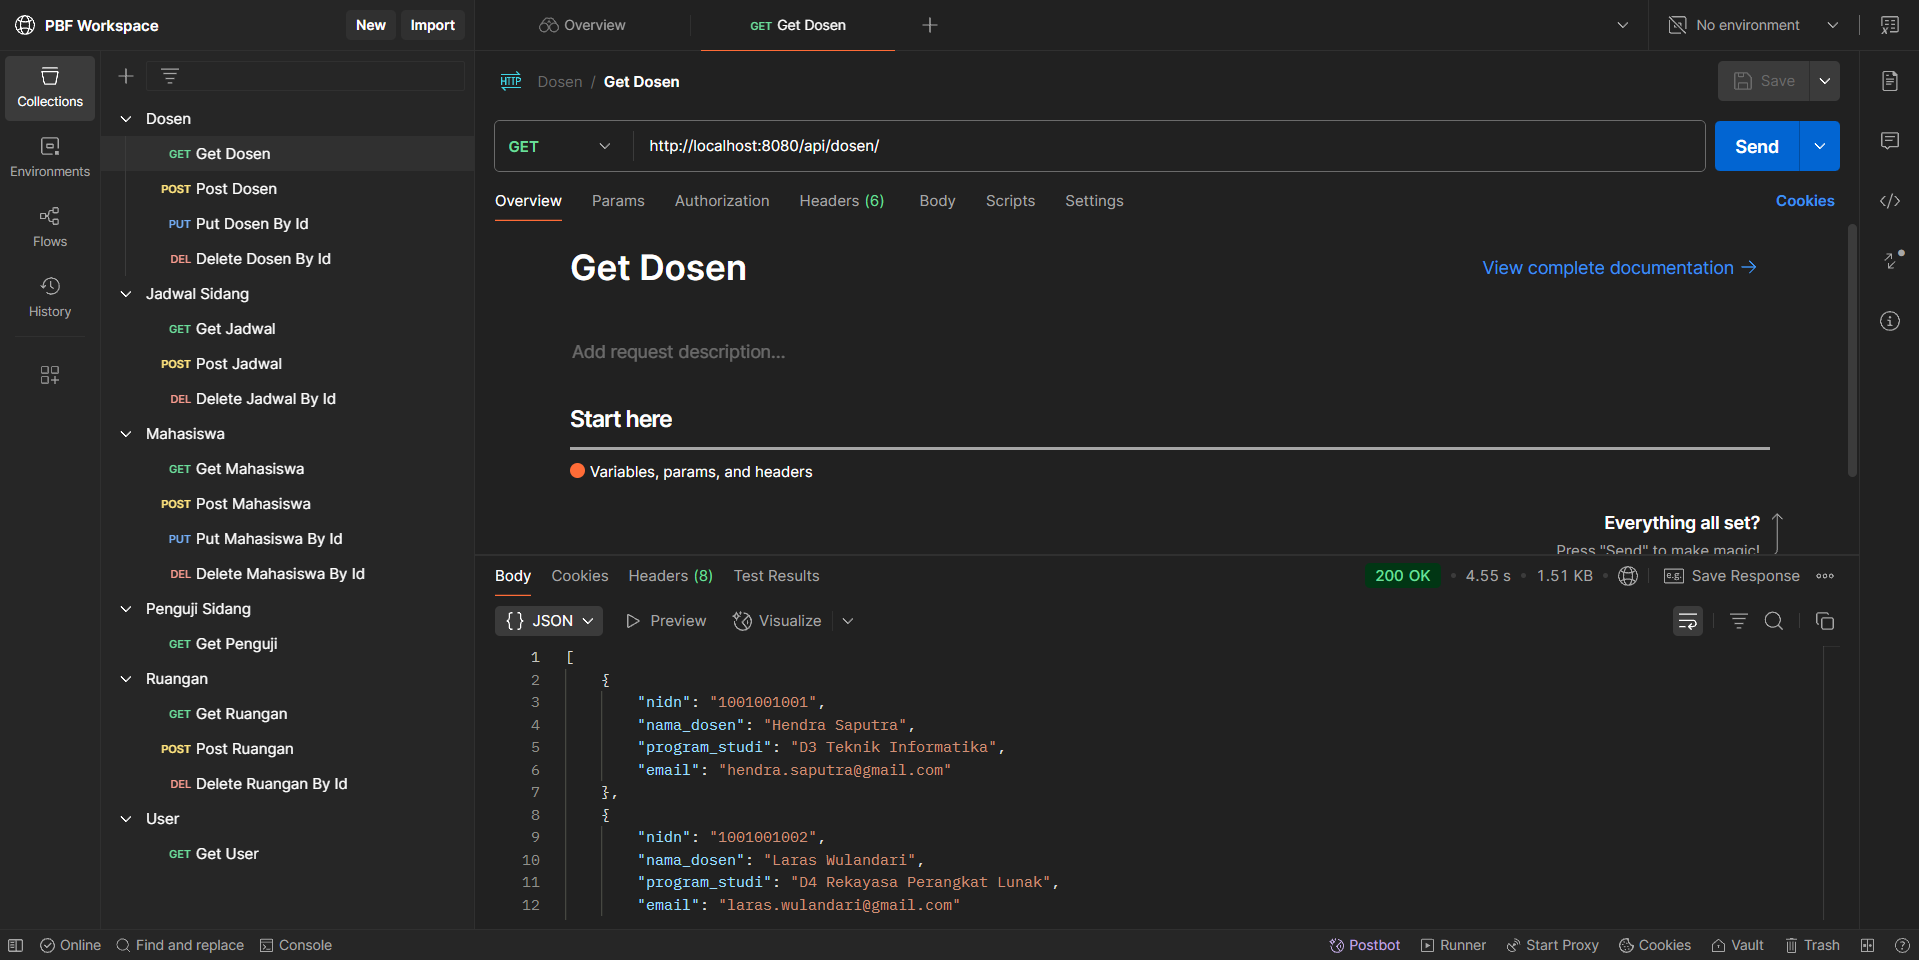 PBF Workspace
New
Import
Overview
GET Get Dosen
No environment
Collections
Environments
Flows
History
Dosen
GET Get Dosen
POST Post Dosen
PUT Put Dosen By Id
DEL Delete Dosen By Id
Jadwal Sidang
GET Get Jadwal
POST Post Jadwal
DEL Delete Jadwal By Id
Mahasiswa
GET Get Mahasiswa
POST Post Mahasiswa
PUT Put Mahasiswa By Id
DEL Delete Mahasiswa By Id
Penguji Sidang
GET Get Penguji
Ruangan
GET Get Ruangan
POST Post Ruangan
DEL Delete Ruangan By Id
User
GET Get User
HTTP Dosen / Get Dosen
Save
GET http://localhost:8080/api/dosen/
Send
Overview Params Authorization Headers (6) Body Scripts Settings
Cookies
Get Dosen
View complete documentation →
Add request description...
Start here
Variables, params, and headers
Everything all set?
Press "Send" to make magic!
Body Cookies Headers (8) Test Results
200 OK • 4.55 s • 1.51 KB •
e.g. Save Response
{} JSON Preview Visualize
1 [
2 {
3 "nidn": "1001001001",
4 "nama_dosen": "Hendra Saputra",
5 "program_studi": "D3 Teknik Informatika",
6 "email": "hendra.saputra@gmail.com"
7 },
8 {
9 "nidn": "1001001002",
10 "nama_dosen": "Laras Wulandari",
11 "program_studi": "D4 Rekayasa Perangkat Lunak",
12 "email": "laras.wulandari@gmail.com"
Online Find and replace Console
Postbot Runner Start Proxy Cookies Vault Trash